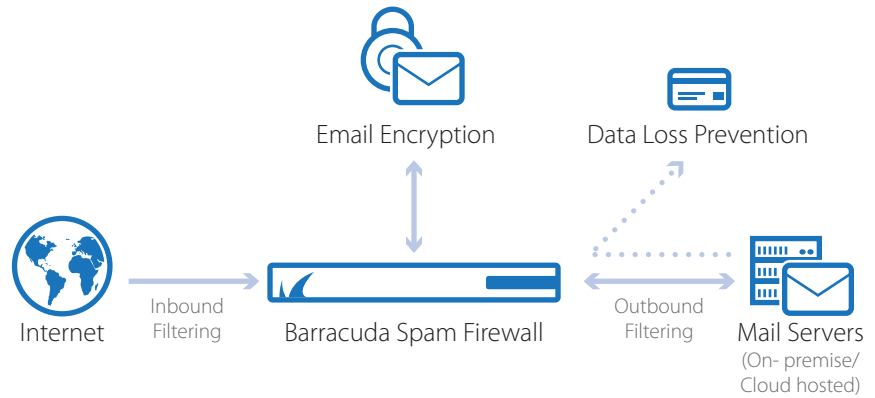 Email Encryption
Data Loss Prevention
Internet
Inbound
Filtering
Barracuda Spam Firewall
Outbound
Filtering
Mail Servers
(On- premise/
Cloud hosted)